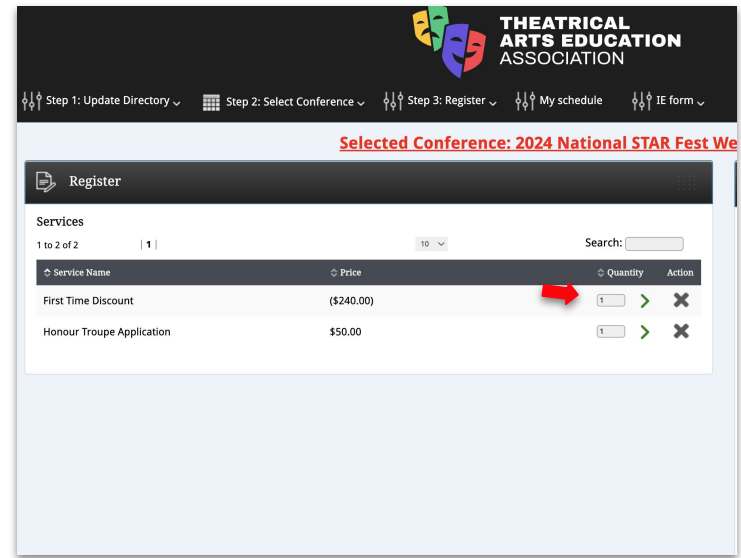 THEATRICAL
ARTS EDUCATION
ASSOCIATION
Step 1: Update Directory Step 2: Select Conference Step 3: Register My schedule IE form
Selected Conference: 2024 National STAR Fest We
Register
Services
1 to 2 of 2 | 1 | 10 Search:
Service Name Price Quantity Action
First Time Discount ($240.00) 1
Honour Troupe Application $50.00 1